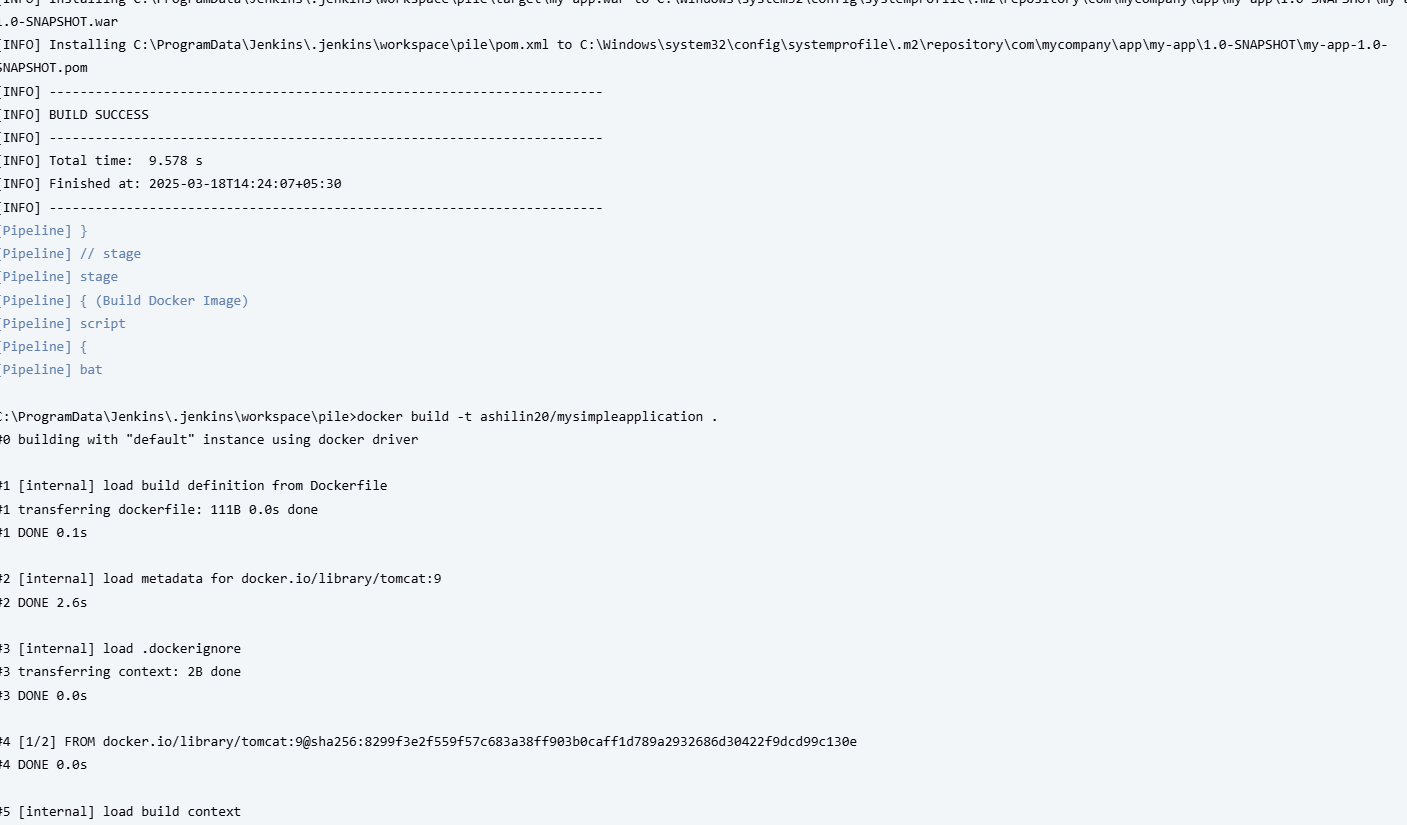 [INFO] Installing C:\ProgramData\Jenkins\.jenkins\workspace\pile\target\my-app.war to C:\Windows\system32\config\systemprofile\.m2\repository\com\mycompany\app\my-app\1.0-SNAPSHOT\my-a
1.0-SNAPSHOT.war
[INFO] Installing C:\ProgramData\Jenkins\.jenkins\workspace\pile\pom.xml to C:\Windows\system32\config\systemprofile\.m2\repository\com\mycompany\app\my-app\1.0-SNAPSHOT\my-app-1.0-
SNAPSHOT.pom
[INFO] ------------------------------------------------------------------------
[INFO] BUILD SUCCESS
[INFO] ------------------------------------------------------------------------
[INFO] Total time:  9.578 s
[INFO] Finished at: 2025-03-18T14:24:07+05:30
[INFO] ------------------------------------------------------------------------
[Pipeline] }
[Pipeline] // stage
[Pipeline] stage
[Pipeline] { (Build Docker Image)
[Pipeline] script
[Pipeline] {
[Pipeline] bat
C:\ProgramData\Jenkins\.jenkins\workspace\pile>docker build -t ashilin20/mysimpleapplication .
#0 building with "default" instance using docker driver
#1 [internal] load build definition from Dockerfile
#1 transferring dockerfile: 111B 0.0s done
#1 DONE 0.1s
#2 [internal] load metadata for docker.io/library/tomcat:9
#2 DONE 2.6s
#3 [internal] load .dockerignore
#3 transferring context: 2B done
#3 DONE 0.0s
#4 [1/2] FROM docker.io/library/tomcat:9@sha256:8299f3e2f559f57c683a38ff903b0caff1d789a2932686d30422f9dcd99c130e
#4 DONE 0.0s
#5 [internal] load build context